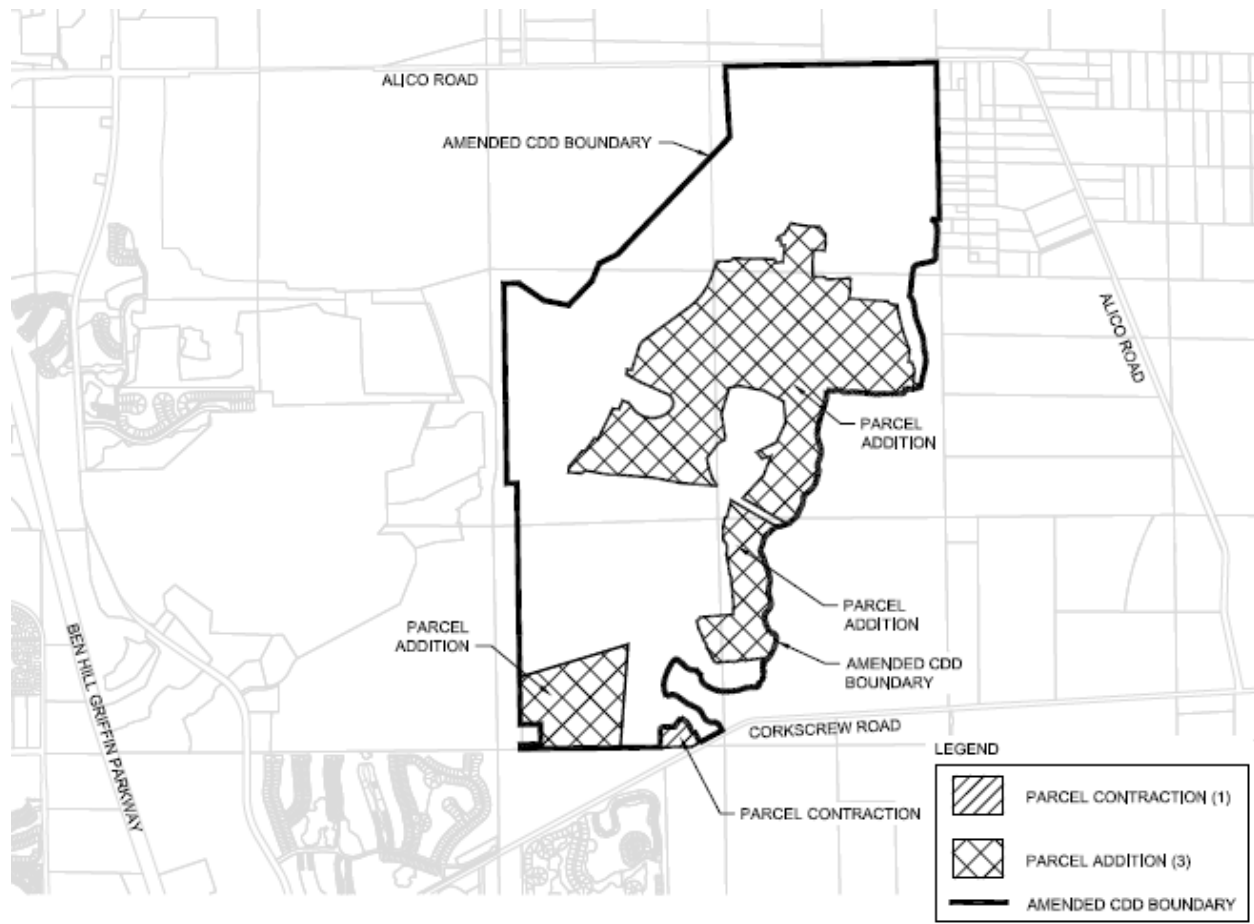 ALICO ROAD
AMENDED CDD BOUNDARY
ALICO ROAD
PARCEL
ADDITION
PARCEL
ADDITION
PARCEL
ADDITION
AMENDED CDD
BOUNDARY
BEN HILL GRIFFIN PARKWAY
CORKSCREW ROAD
PARCEL CONTRACTION
LEGEND
PARCEL CONTRACTION (1)
PARCEL ADDITION (3)
AMENDED CDD BOUNDARY